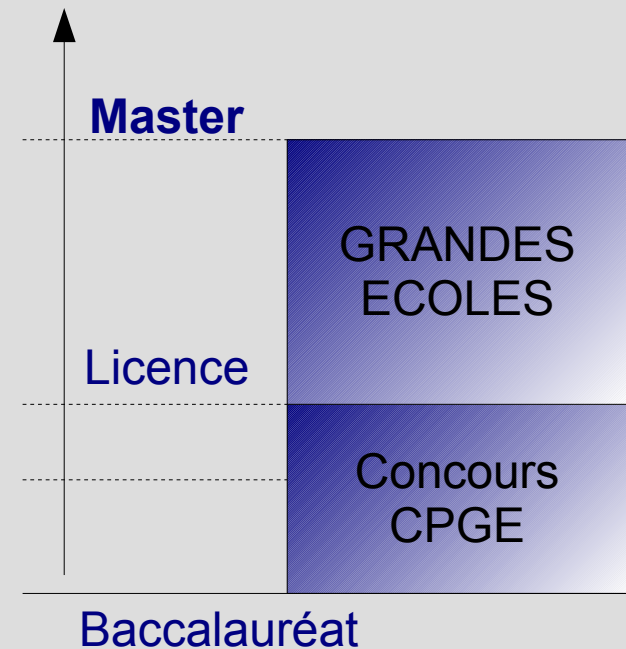 Master
GRANDES
ECOLES
Licence
Concours
CPGE
Baccalauréat